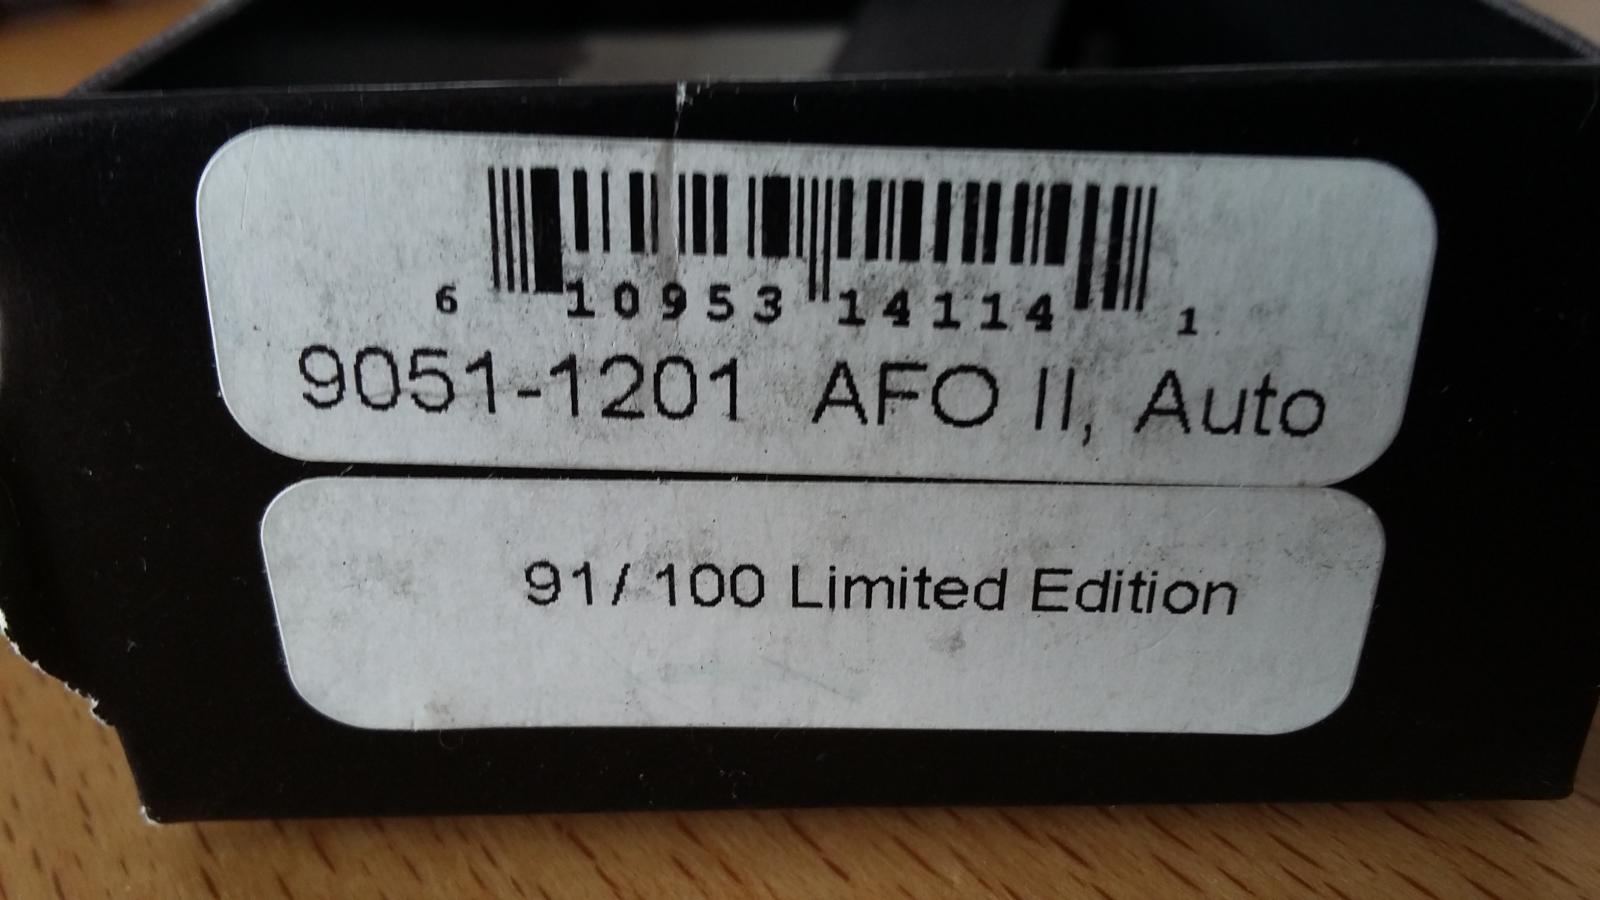 6 10953 14114 1
9051-1201 AFO II, Auto
91/ 100 Limited Edition